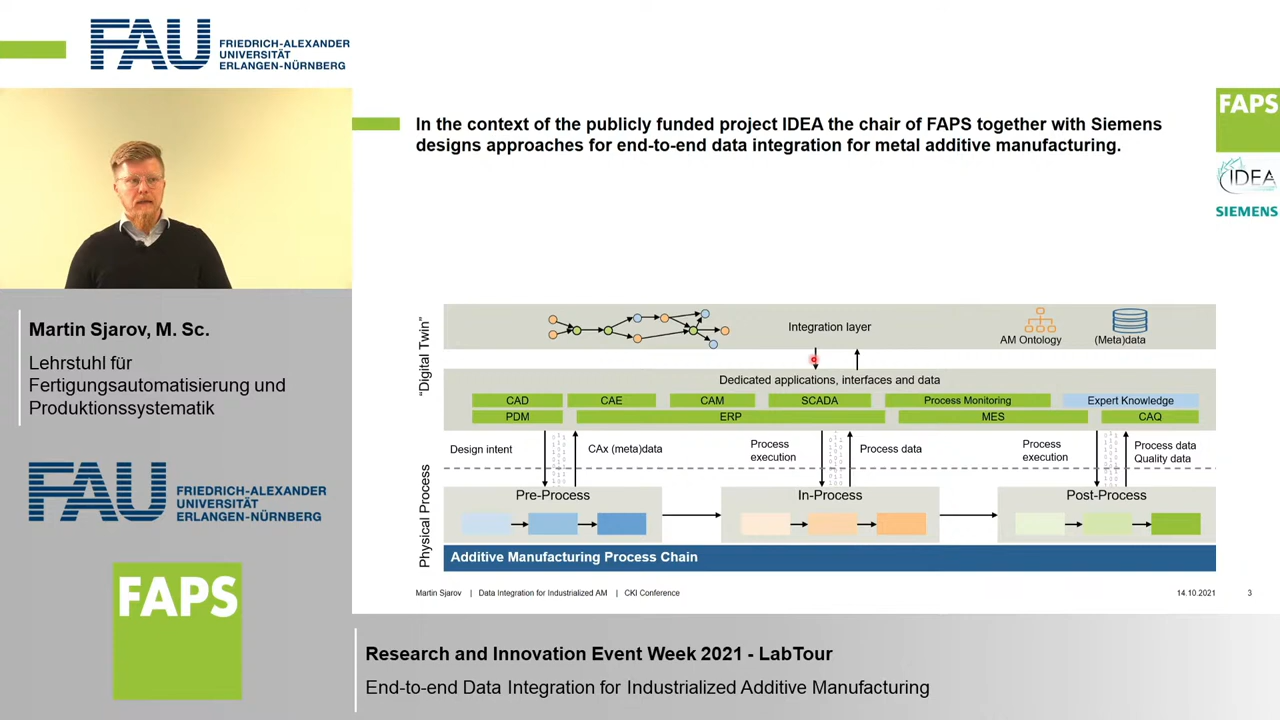 FAU FRIEDRICH-ALEXANDER
UNIVERSITÄT
ERLANGEN-NÜRNBERG
In the context of the publicly funded project IDEA the chair of FAPS together with Siemens
designs approaches for end-to-end data integration for metal additive manufacturing.
FAPS
IDEA
SIEMENS
Martin Sjarov, M. Sc.
Lehrstuhl für
Fertigungsautomatisierung und
Produktionssystematik
FAU FRIEDRICH-ALEXANDER
UNIVERSITÄT
ERLANGEN-NÜRNBERG
FAPS
"Digital Twin"
Integration layer
AM Ontology
(Meta)data
Dedicated applications, interfaces and data
CAD CAE CAM SCADA Process Monitoring Expert Knowledge
PDM ERP MES CAQ
Design intent
CAx (meta)data
Process
execution
Process data
Process
execution
Process data
Quality data
Physical Process
Pre-Process
In-Process
Post-Process
Additive Manufacturing Process Chain
Martin Sjarov | Data Integration for Industrialized AM | CKI Conference
14.10.2021 3
Research and Innovation Event Week 2021 - LabTour
End-to-end Data Integration for Industrialized Additive Manufacturing